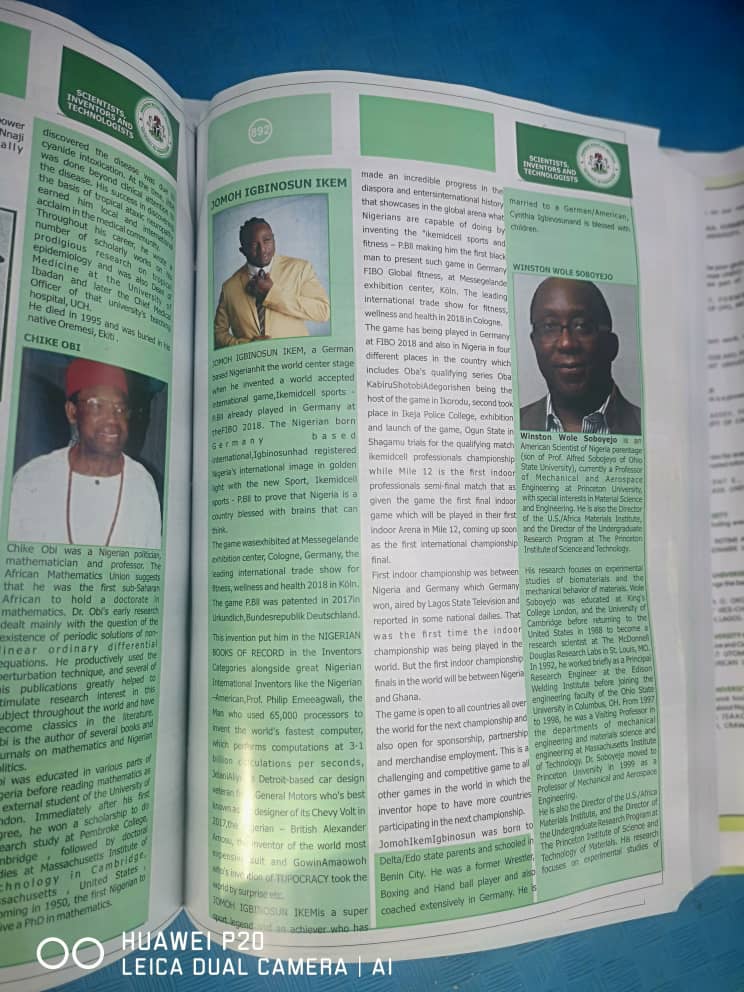 power
Nnaji
ally
SCIENTISTS,
INVENTORS AND
TECHNOLOGISTS
discovered the disease was due to
cyanide intoxication. At the time, this
was done beyond clinical attempts at
the disease. His success in discovering
the basis of tropical ataxic neuropathy
earned him local and international
acclaim in the medical community.
Throughout his career, he wrote a
number of scholarly works on
prodigious research on tropical
epidemiology and was also Dean of
Medicine at the University of
Ibadan and later the Chief Medical
Officer of that university's teaching
hospital, UCH.
He died in 1995 and was buried in his
native Oremesi, Ekiti .
CHIKE OBI
Chike Obi was a Nigerian politician,
mathematician and professor. The
African Mathematics Union suggests
that he was the first sub-Saharan
African to hold a doctorate in
mathematics. Dr. Obi's early research
dealt mainly with the question of the
existence of periodic solutions of non-
linear ordinary differential
equations. He productively used the
perturbation technique, and several of
his publications greatly helped to
stimulate research interest in this
subject throughout the world and have
become classics in the literature.
Obi is the author of several books and
journals on mathematics and Nigerian
politics.
was educated in various parts of
Nigeria before reading mathematics as
external student of the University of
London. Immediately after his first
degree, he won a scholarship to do
research study at Pembroke College,
Cambridge , followed by doctoral
studies at Massachusetts Institute of
Technology in Cambridge,
Massachusetts , United States ,
coming in 1950, the first Nigerian to
receive a PhD in mathematics.
892
JOMOH IGBINOSUN IKEM
JOMOH IGBINOSUN IKEM, a German
based Nigerianhit the world center stage
when he invented a world accepted
international game,Ikemidcell sports -
P.Bll already played in Germany at
theFIBO 2018. The Nigerian born
Germany based
international,Igbinosunhad registered
Nigeria's international image in golden
light with the new Sport, Ikemidcell
sports - P.Bll to prove that Nigeria is a
country blessed with brains that can
think.
The game wasexhibited at Messegelande
exhibition center, Cologne, Germany, the
leading international trade show for
fitness, wellness and health 2018 in Köln.
The game P.Bll was patented in 2017in
Urkundlich,Bundesrepublik Deutschland.
This invention put him in the NIGERIAN
BOOKS OF RECORD in the Inventors
Categories alongside great Nigerian
International Inventors like the Nigerian
-American,Prof. Philip Emeeagwali, the
Man who used 65,000 processors to
invent the world's fastest computer,
which performs computations at 3-1
billion calculations per seconds,
Detroit-based car design
veteran General Motors who's best
known as designer of its Chevy Volt in
2017,the Nigerian – British Alexander
Amosu, inventor of the world most
expensive suit and GowinAmaowoh
who's invention of TUPOCRACY took the
world by surprise etc.
JOMOH IGBINOSUN IKEMis a super
sport legend and an achiever who has
made an incredible progress in the
diaspora and entersinternational history
that showcases in the global arena what
Nigerians are capable of doing by
inventing the "ikemidcell sports and
fitness – P.Bll making him the first black
man to present such game in Germany
FIBO Global fitness, at Messegelande
exhibition center, Köln. The leading
international trade show for fitness,
wellness and health in 2018 in Cologne.
The game has being played in Germany
at FIBO 2018 and also in Nigeria in four
different places in the country which
includes Oba's qualifying series Oba
KabiruShotobiAdegorishen being the
host of the game in Ikorodu, second took
place in Ikeja Police College, exhibition
and launch of the game, Ogun State in
Shagamu trials for the qualifying match
ikemidcell professionals championship
while Mile 12 is the first indoor
professionals semi-final match that as
given the game the first final indoor
game which will be played in their first
indoor Arena in Mile 12, coming up soon
as the first international championship
final.
First indoor championship was between
Nigeria and Germany which Germany
won, aired by Lagos State Television and
reported in some national dailies. That
was the first time the indoor
championship was being played in the
world. But the first indoor championship
finals in the world will be between Nigeria
and Ghana.
The game is open to all countries all over
the world for the next championship and
also open for sponsorship, partnership
and merchandise employment. This is a
challenging and competitive game to all
other games in the world in which the
inventor hope to have more countries
participating in the next championship.
JomohIkemIgbinosun was born to
Delta/Edo state parents and schooled in
Benin City. He was a former Wrestler,
Boxing and Hand ball player and also
coached extensively in Germany. He is
SCIENTISTS,
INVENTORS AND
TECHNOLOGISTS
married to a German/American,
Cynthia Igbinosunand is blessed with
children.
WINSTON WOLE SOBOYEJO
Winston Wole Soboyejo is an
American Scientist of Nigeria parentage
(son of Prof. Alfred Sobojeyo of Ohio
State University), currently a Professor
of Mechanical and Aerospace
Engineering at Princeton University,
with special interests in Material Science
and Engineering. He is also the Director
of the U.S./Africa Materials Institute,
and the Director of the Undergraduate
Research Program at The Princeton
Institute of Science and Technology.
His research focuses on experimental
studies of biomaterials and the
mechanical behavior of materials. Wole
Soboyejo was educated at King's
College London, and the University of
Cambridge before returning to the
United States in 1988 to become a
research scientist at The McDonnell
Douglas Research Labs in St. Louis, MO.
In 1992, he worked briefly as a Principal
Research Engineer at the Edison
Welding Institute before joining the
engineering faculty of the Ohio State
University in Columbus, OH. From 1997
to 1998, he was a Visiting Professor in
the departments of mechanical
engineering and materials science and
engineering at Massachusetts Institute
of Technology. Dr. Soboyejo moved to
Princeton University in 1999 as a
Professor of Mechanical and Aerospace
Engineering.
He is also the Director of the U.S./Africa
Materials Institute, and the Director of
the Undergraduate Research Program at
The Princeton Institute of Science and
Technology of Materials. His research
focuses on experimental studies of
HUAWEI P20
LEICA DUAL CAMERA | AI